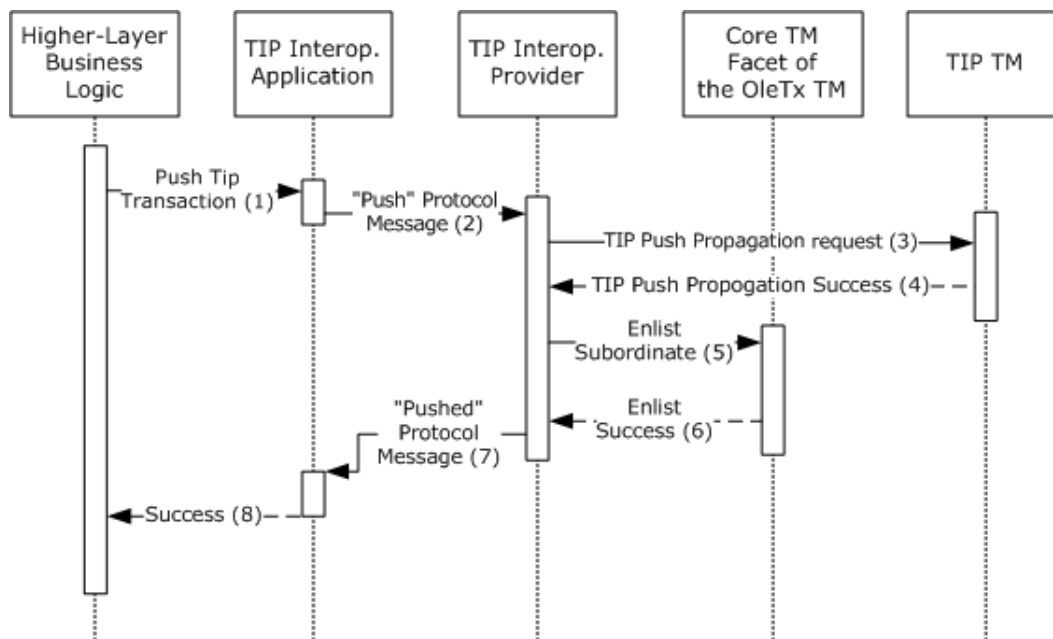 Higher-Layer
Business
Logic
TIP Interop.
Application
TIP Interop.
Provider
Core TM
Facet of
the OleTx TM
TIP TM
Push Tip
Transaction (1)
"Push" Protocol
Message (2)
TIP Push Propagation request (3)
TIP Push Propogation Success (4)
Enlist
Subordinate (5)
Enlist
Success (6)
"Pushed"
Protocol
Message (7)
Success (8)